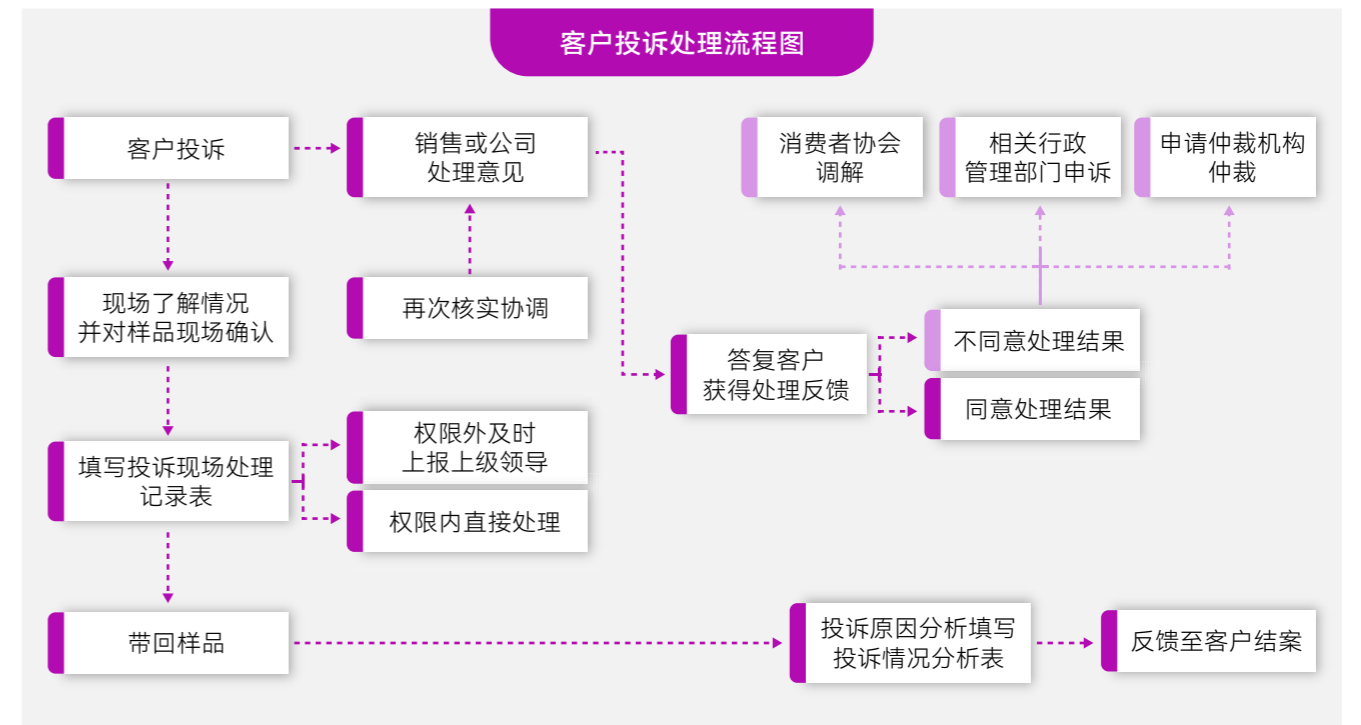 客户投诉处理流程图
客户投诉
销售或公司
处理意见
消费者协会
调解
相关行政
管理部门申诉
申请仲裁机构
仲裁
现场了解情况
并对样品现场确认
再次核实协调
答复客户
获得处理反馈
不同意处理结果
同意处理结果
填写投诉现场处理
记录表
权限外及时
上报上级领导
权限内直接处理
带回样品
投诉原因分析填写
投诉情况分析表
反馈至客户结案